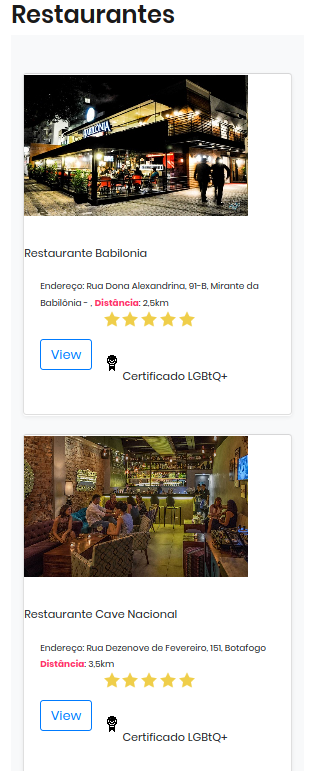 Restaurantes
BABILONIA
Restaurante Babilonia
Endereço: Rua Dona Alexandrina, 91-B, Mirante da
Babilônia - , Distância: 2,5km
View
Certificado LGBtQ+
Restaurante Cave Nacional
Endereço: Rua Dezenove de Fevereiro, 151, Botafogo
Distância: 3,5km
View
Certificado LGBtQ+